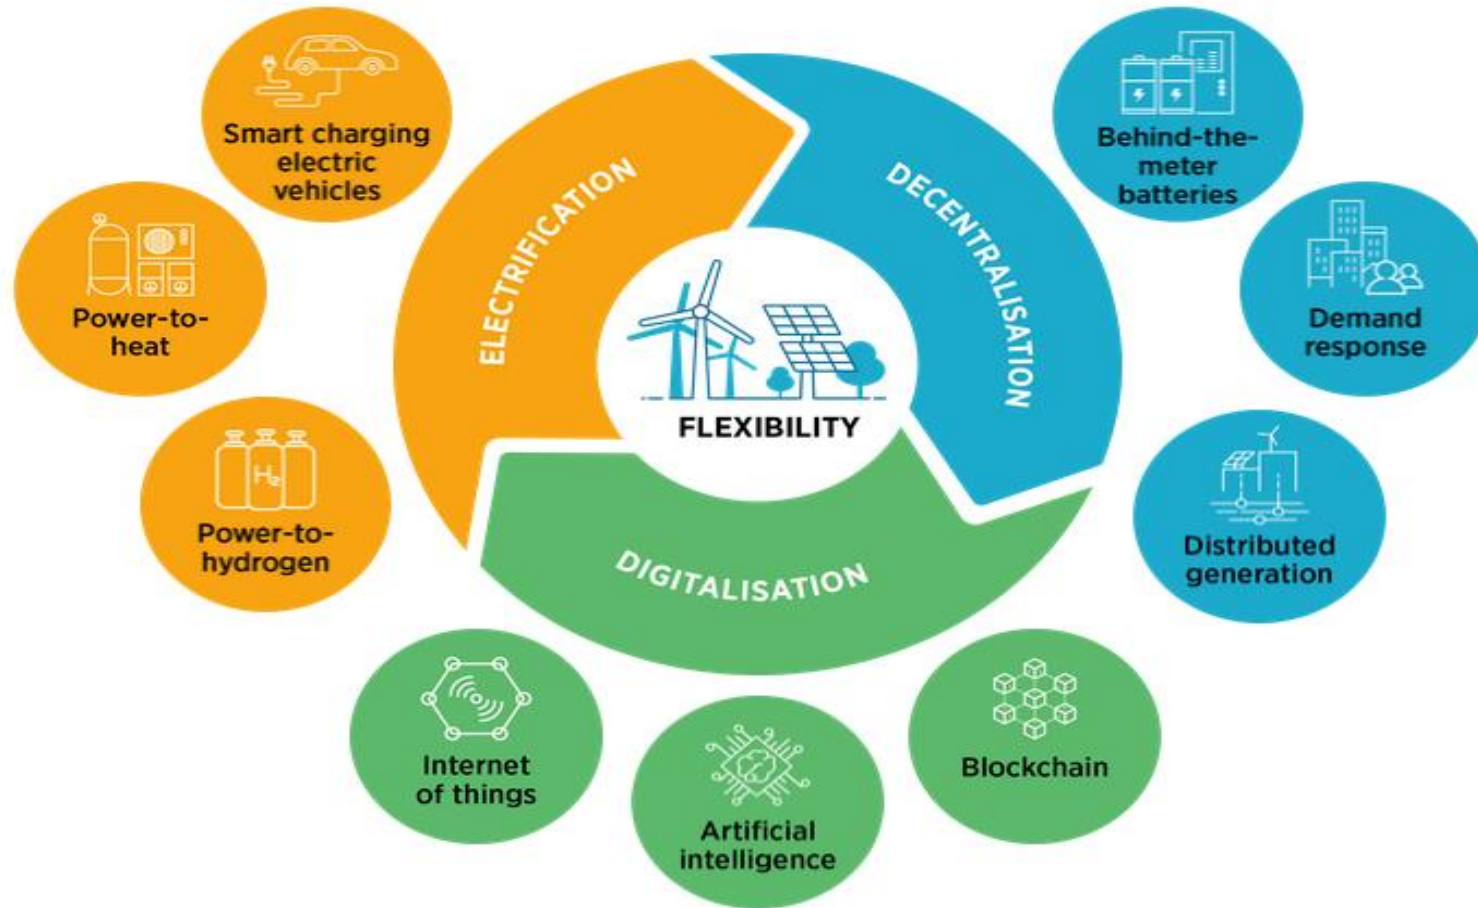 Smart charging
electric
vehicles
Power-to-
heat
Power-to-
hydrogen
ELECTRIFICATION
DECENTRALISATION
DIGITALISATION
FLEXIBILITY
Behind-the-
meter
batteries
Demand
response
Distributed
generation
Internet
of things
Artificial
intelligence
Blockchain
H₂